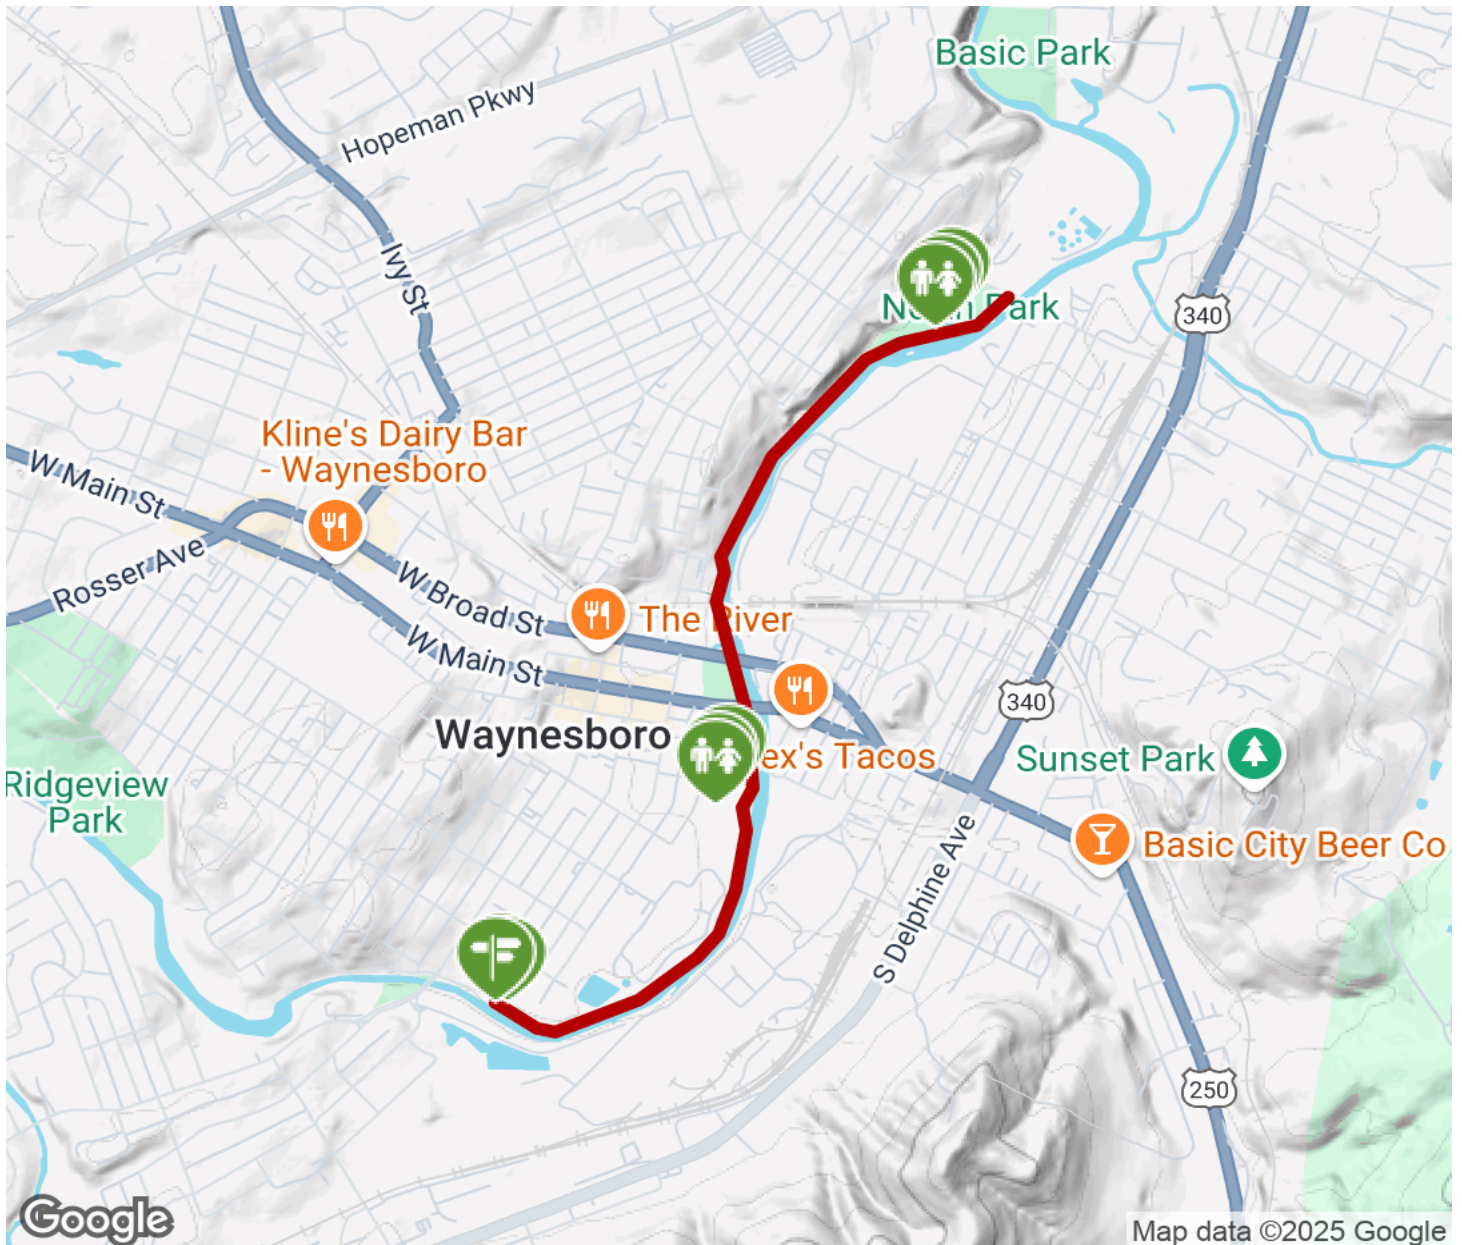 Basic Park
Hopeman Pkwy
Ivy St
340
Park
Kline's Dairy Bar
- Waynesboro
W Main St
Rosser Ave
W Broad St
The River
W Main St
340
Waynesboro
ex's Tacos
Sunset Park
Ridgeview
Park
Basic City Beer Co
S Delphine Ave
250
Google
Map data ©2025 Google